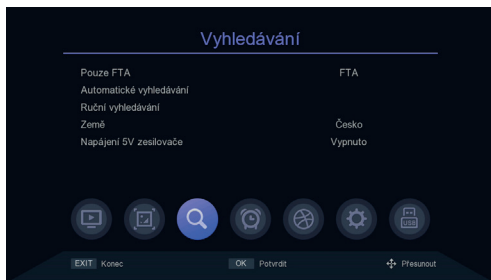 Vyhledávání
Pouze FTA FTA
Automatické vyhledávání
Ruční vyhledávání
Země Česko
Napájení 5V zesilovače Vypnuto
USB
EXIT Konec OK Potvrdit Přesunout